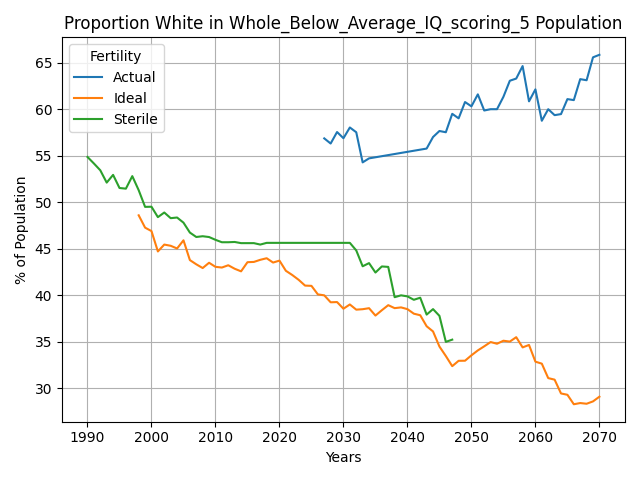 Proportion White in Whole_Below_Average_IQ_scoring_5 Population
Fertility
Actual
Ideal
Sterile
65
60
55
50
45
40
35
30
% of Population
1990 2000 2010 2020 2030 2040 2050 2060 2070
Years